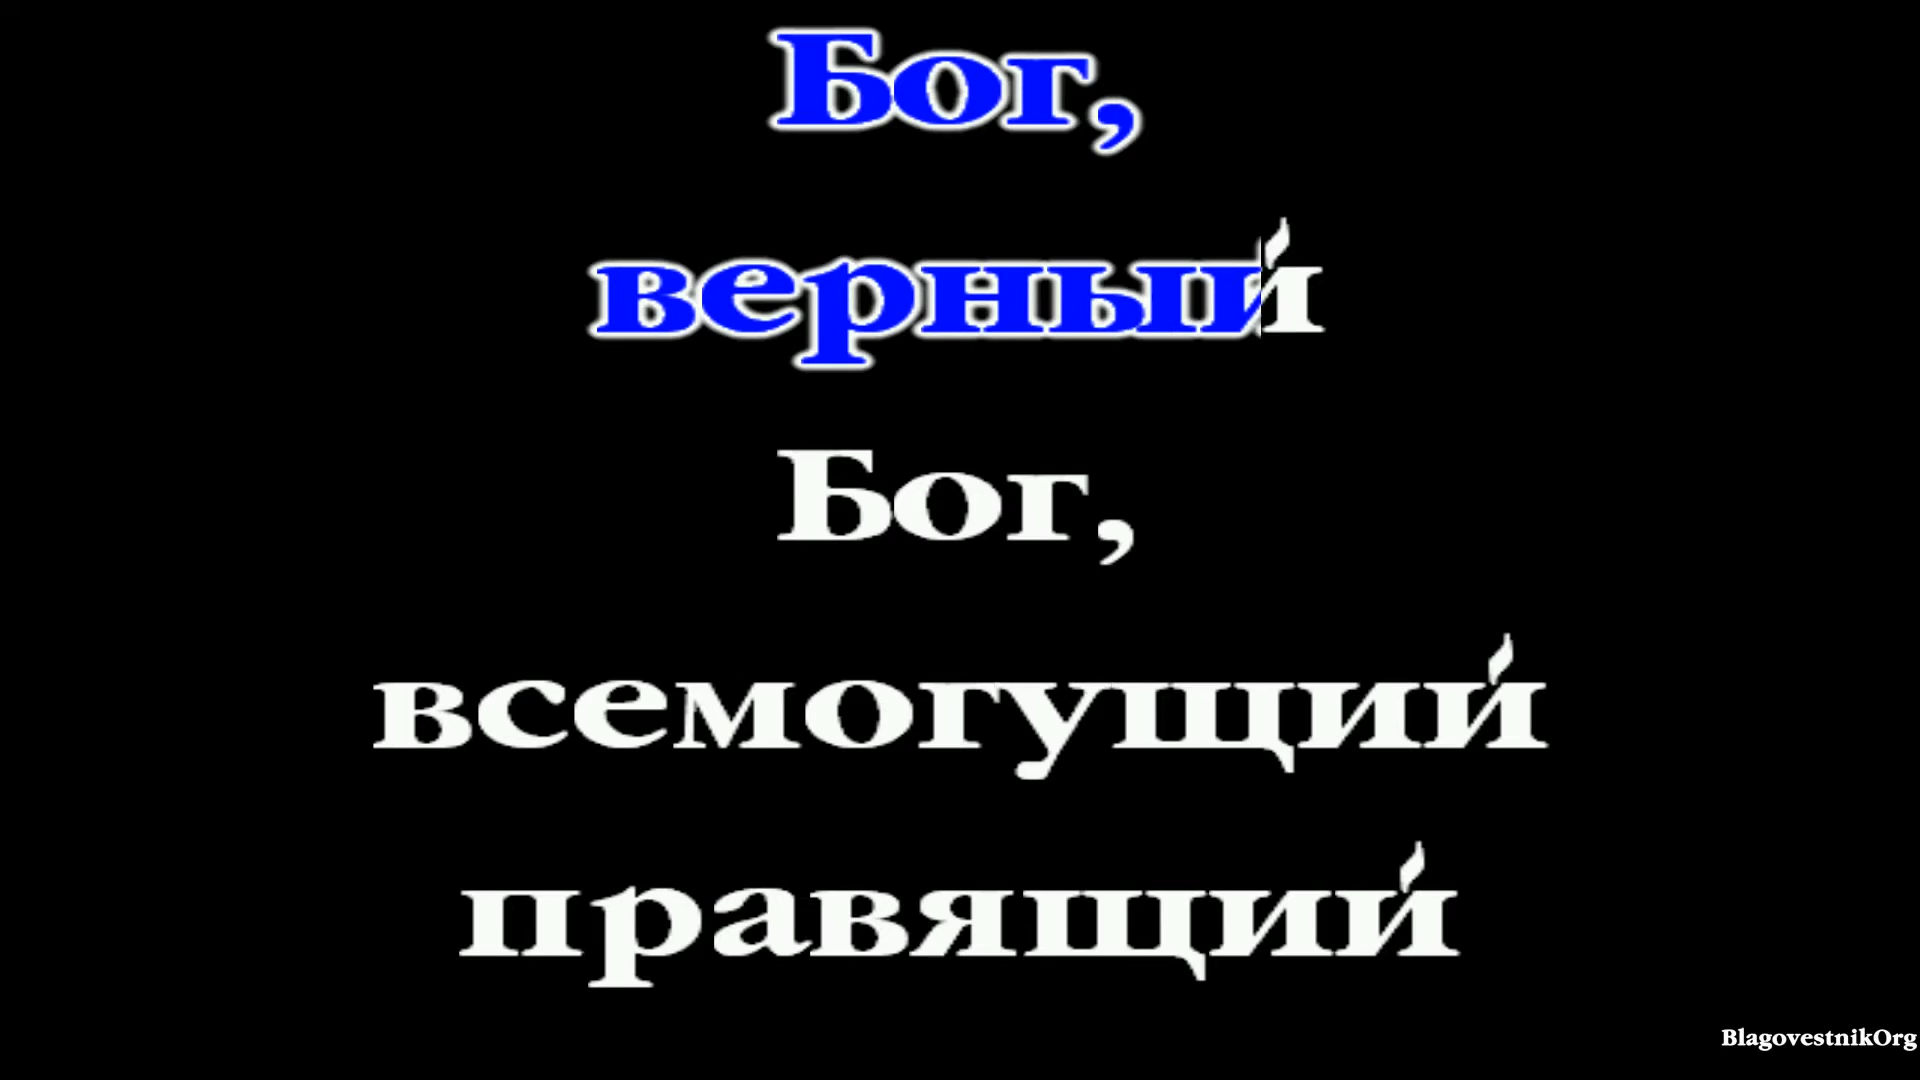 Бог,
верный
Бог,
всемогущий
правящий
BlagovestnikOrg